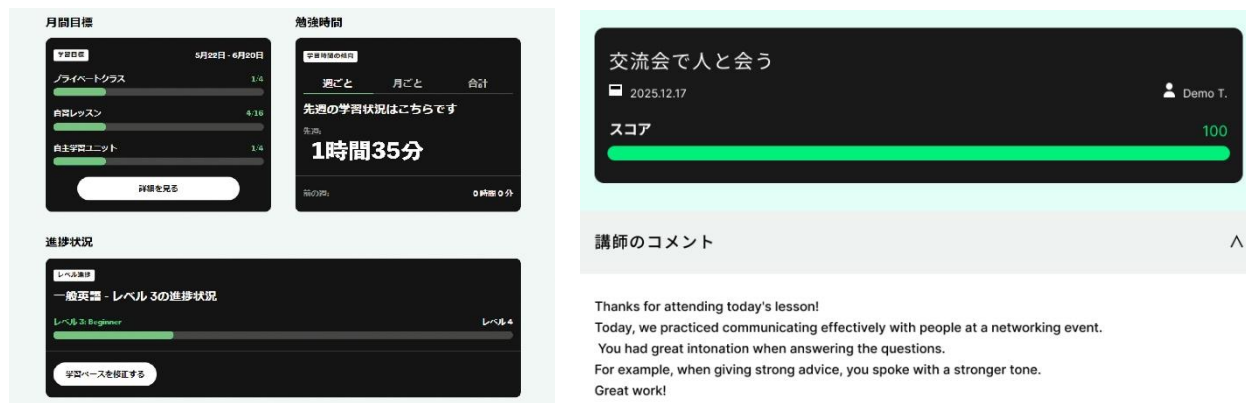 月間目標
学習目標
5月22日 - 6月20日
プライベートクラス
1/4
自習レッスン
4/16
自主学習ユニット
1/4
詳細を見る
勉強時間
学習時間の傾向
週ごと 月ごと 合計
先週の学習状況はこちらです
先週:
1時間35分
前の週:
0 時間 0 分
進捗状況
レベル進捗
一般英語 - レベル 3の進捗状況
レベル 3: Beginner
レベル 4
学習ペースを修正する
交流会で人と会う
2025.12.17
Demo T.
スコア
100
講師のコメント
Thanks for attending today's lesson!
Today, we practiced communicating effectively with people at a networking event.
You had great intonation when answering the questions.
For example, when giving strong advice, you spoke with a stronger tone.
Great work!